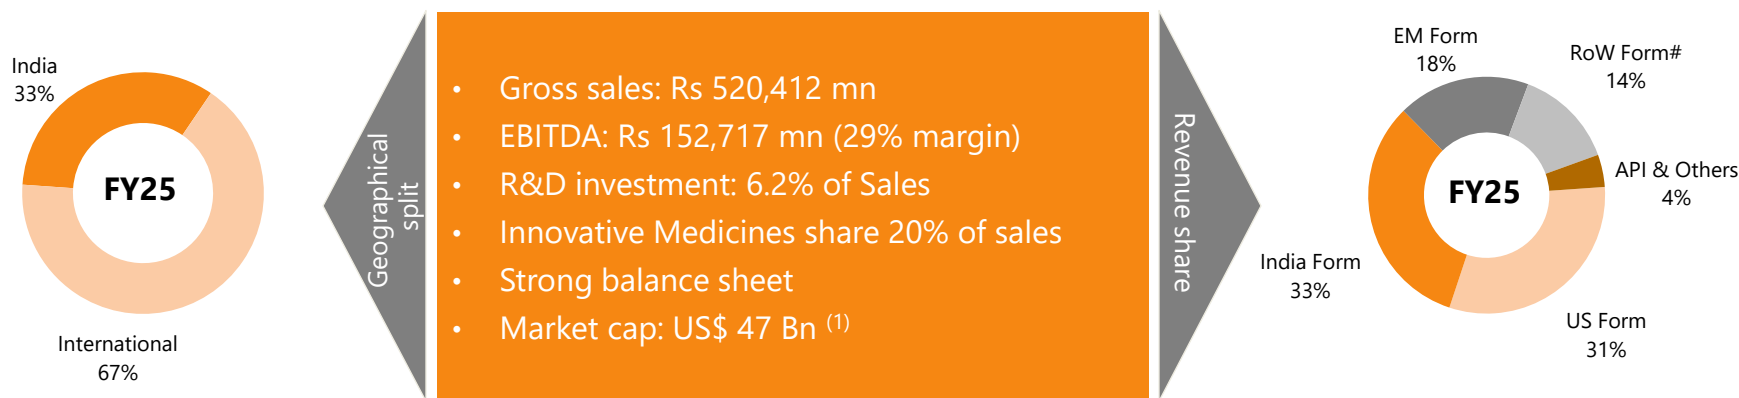 India
33%
FY25
International
67%
Geographical
split
• Gross sales: Rs 520,412 mn
• EBITDA: Rs 152,717 mn (29% margin)
• R&D investment: 6.2% of Sales
• Innovative Medicines share 20% of sales
• Strong balance sheet
• Market cap: US$ 47 Bn (1)
Revenue share
EM Form
18%
RoW Form#
14%
API & Others
4%
FY25
India Form
33%
US Form
31%